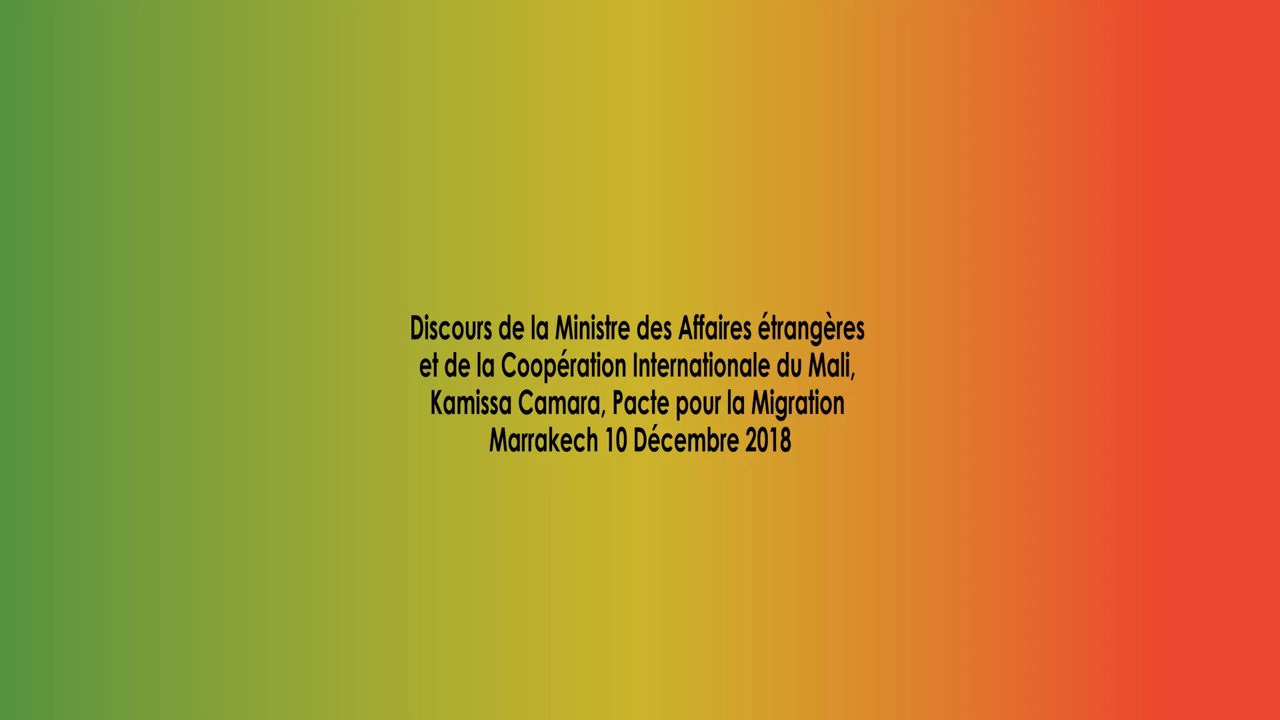 Discours de la Ministre des Affaires étrangères
et de la Coopération Internationale du Mali,
Kamissa Camara, Pacte pour la Migration
Marrakech 10 Décembre 2018